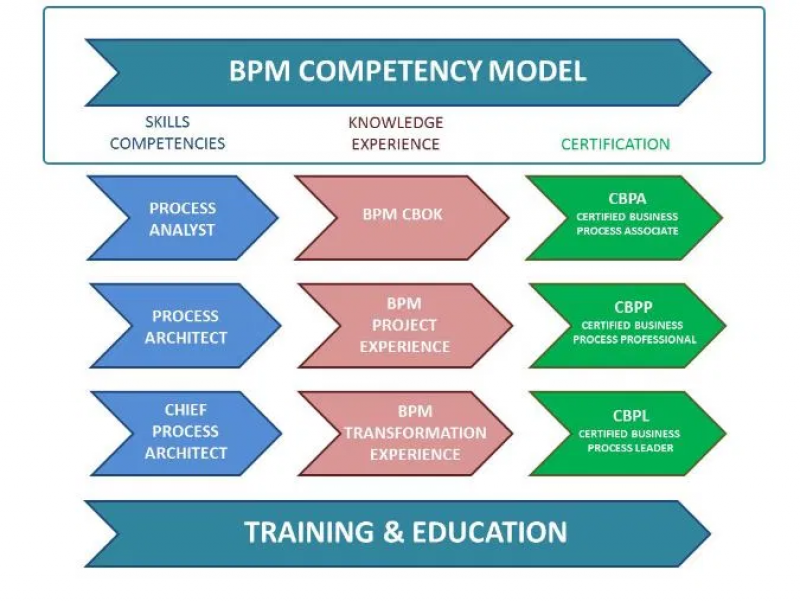 BPM COMPETENCY MODEL
SKILLS
COMPETENCIES
KNOWLEDGE
EXPERIENCE
CERTIFICATION
PROCESS
ANALYST
BPM CBOK
CBPA
CERTIFIED BUSINESS
PROCESS ASSOCIATE
PROCESS
ARCHITECT
BPM
PROJECT
EXPERIENCE
CBPP
CERTIFIED BUSINESS
PROCESS PROFESSIONAL
CHIEF
PROCESS
ARCHITECT
BPM
TRANSFORMATION
EXPERIENCE
CBPL
CERTIFIED BUSINESS
PROCESS LEADER
TRAINING & EDUCATION